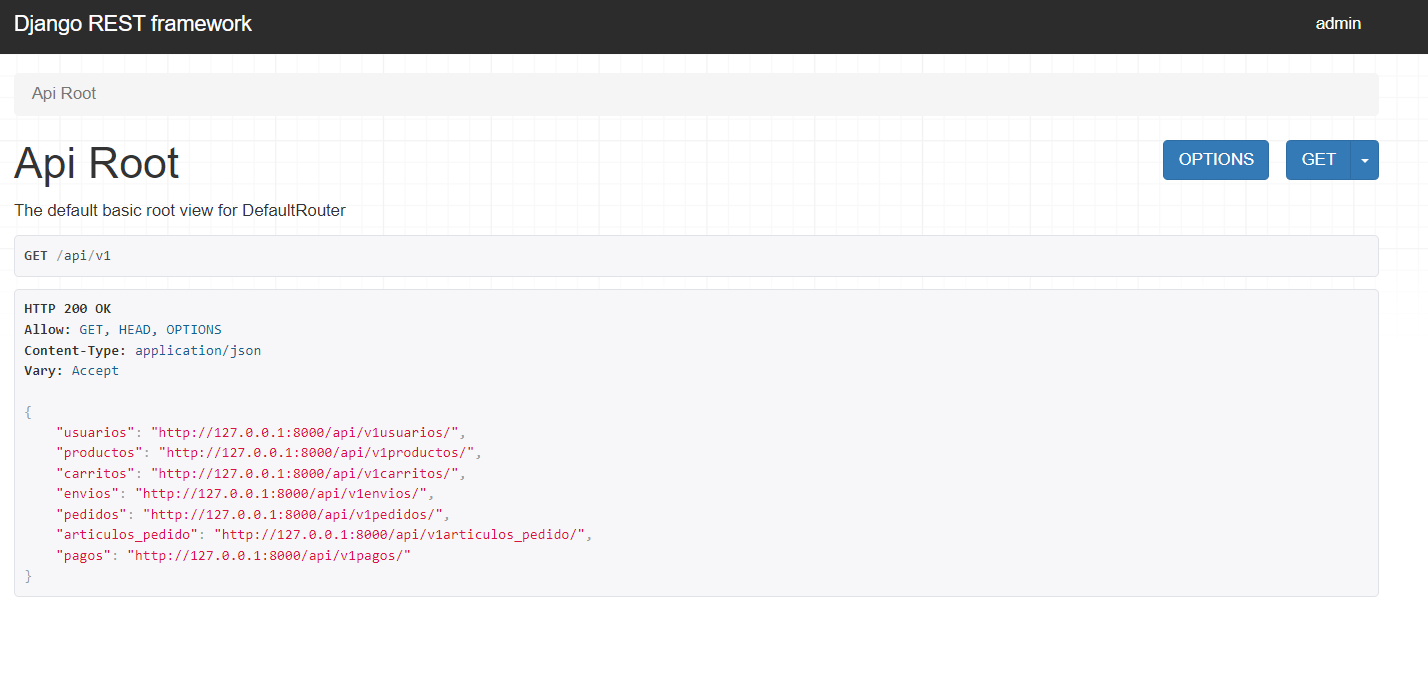 Django REST framework
admin
Api Root
Api Root
OPTIONS
GET
The default basic root view for DefaultRouter
GET /api/v1
HTTP 200 OK
Allow: GET, HEAD, OPTIONS
Content-Type: application/json
Vary: Accept
{
    "usuarios": "http://127.0.0.1:8000/api/v1usuarios/",
    "productos": "http://127.0.0.1:8000/api/v1productos/",
    "carritos": "http://127.0.0.1:8000/api/v1carritos/",
    "envios": "http://127.0.0.1:8000/api/v1envios/",
    "pedidos": "http://127.0.0.1:8000/api/v1pedidos/",
    "articulos_pedido": "http://127.0.0.1:8000/api/v1articulos_pedido/",
    "pagos": "http://127.0.0.1:8000/api/v1pagos/"
}